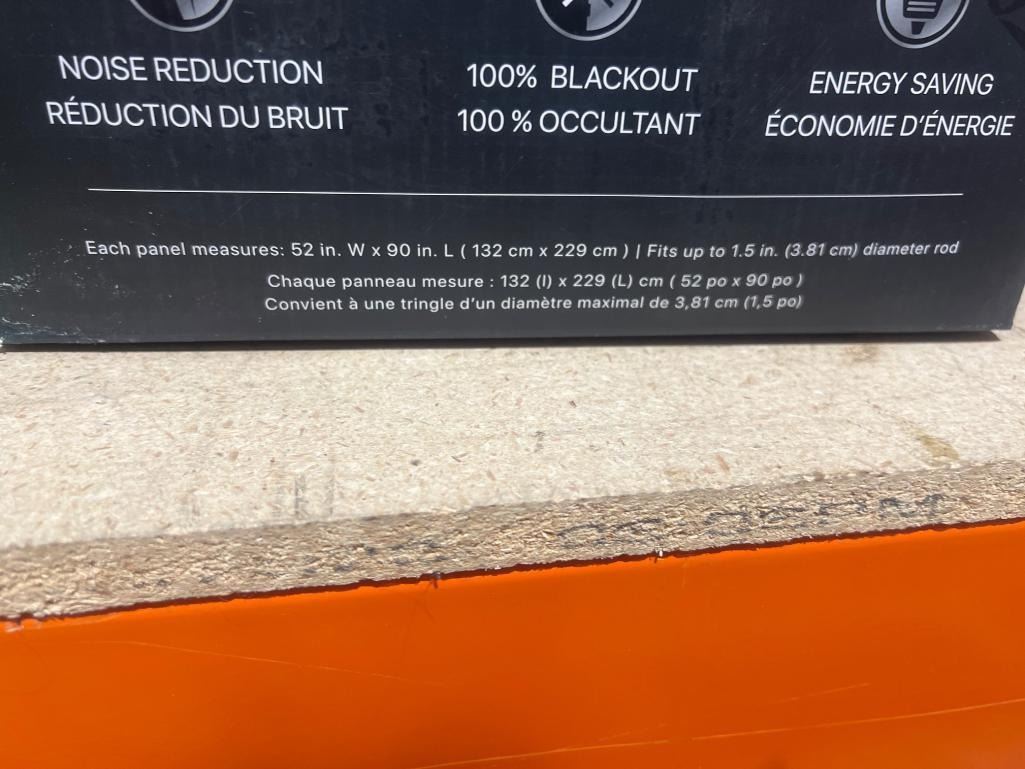 NOISE REDUCTION
RÉDUCTION DU BRUIT
100% BLACKOUT
100 % OCCULTANT
ENERGY SAVING
ÉCONOMIE D'ÉNERGIE
Each panel measures: 52 in. W x 90 in. L ( 132 cm x 229 cm ) | Fits up to 1.5 in. (3.81 cm) diameter rod
Chaque panneau mesure : 132 (l) x 229 (L) cm ( 52 po x 90 po )
Convient à une tringle d'un diamètre maximal de 3,81 cm (1,5 po)